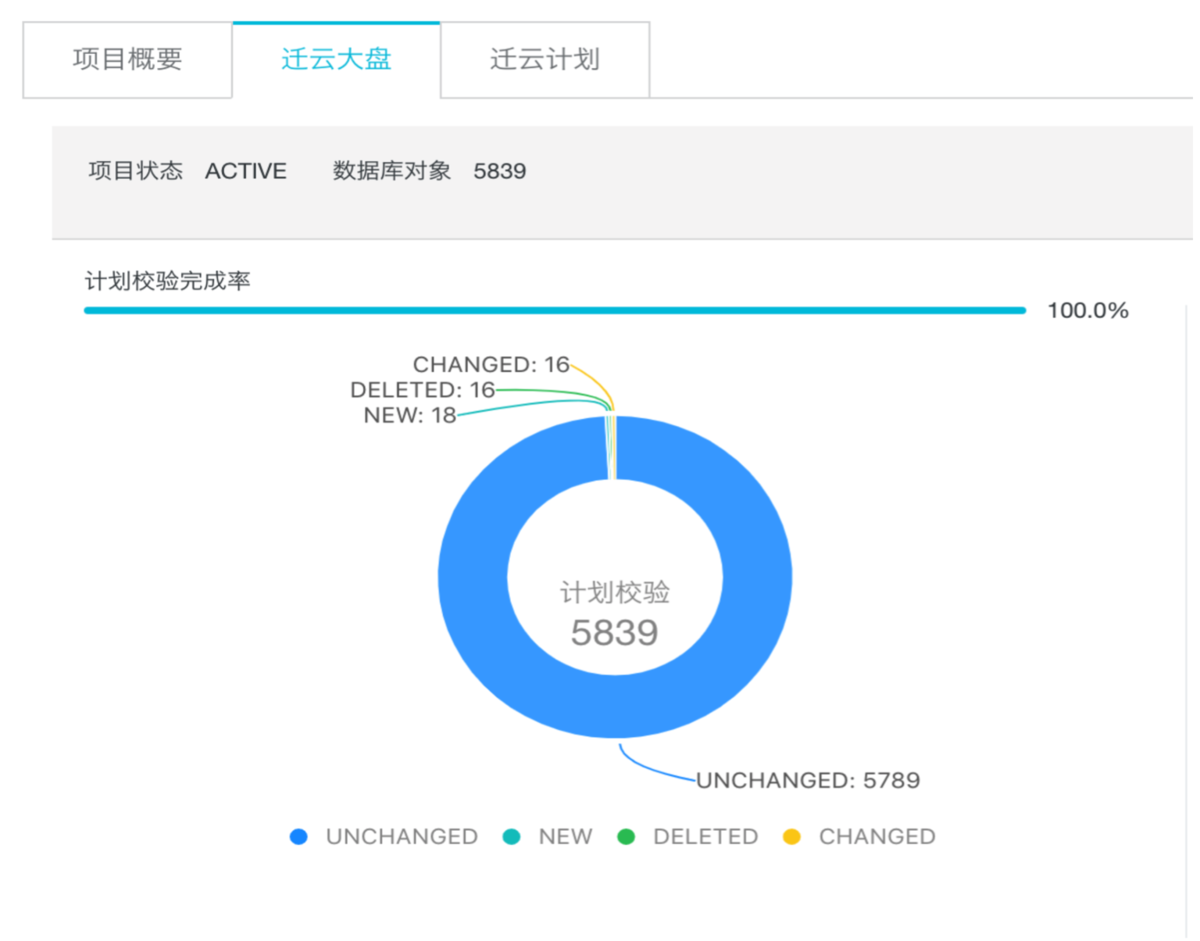 项目概要 迁云大盘 迁云计划
项目状态 ACTIVE 数据库对象 5839
计划校验完成率
100.0%
CHANGED: 16
DELETED: 16
NEW: 18
计划校验
5839
UNCHANGED: 5789
UNCHANGED NEW DELETED CHANGED